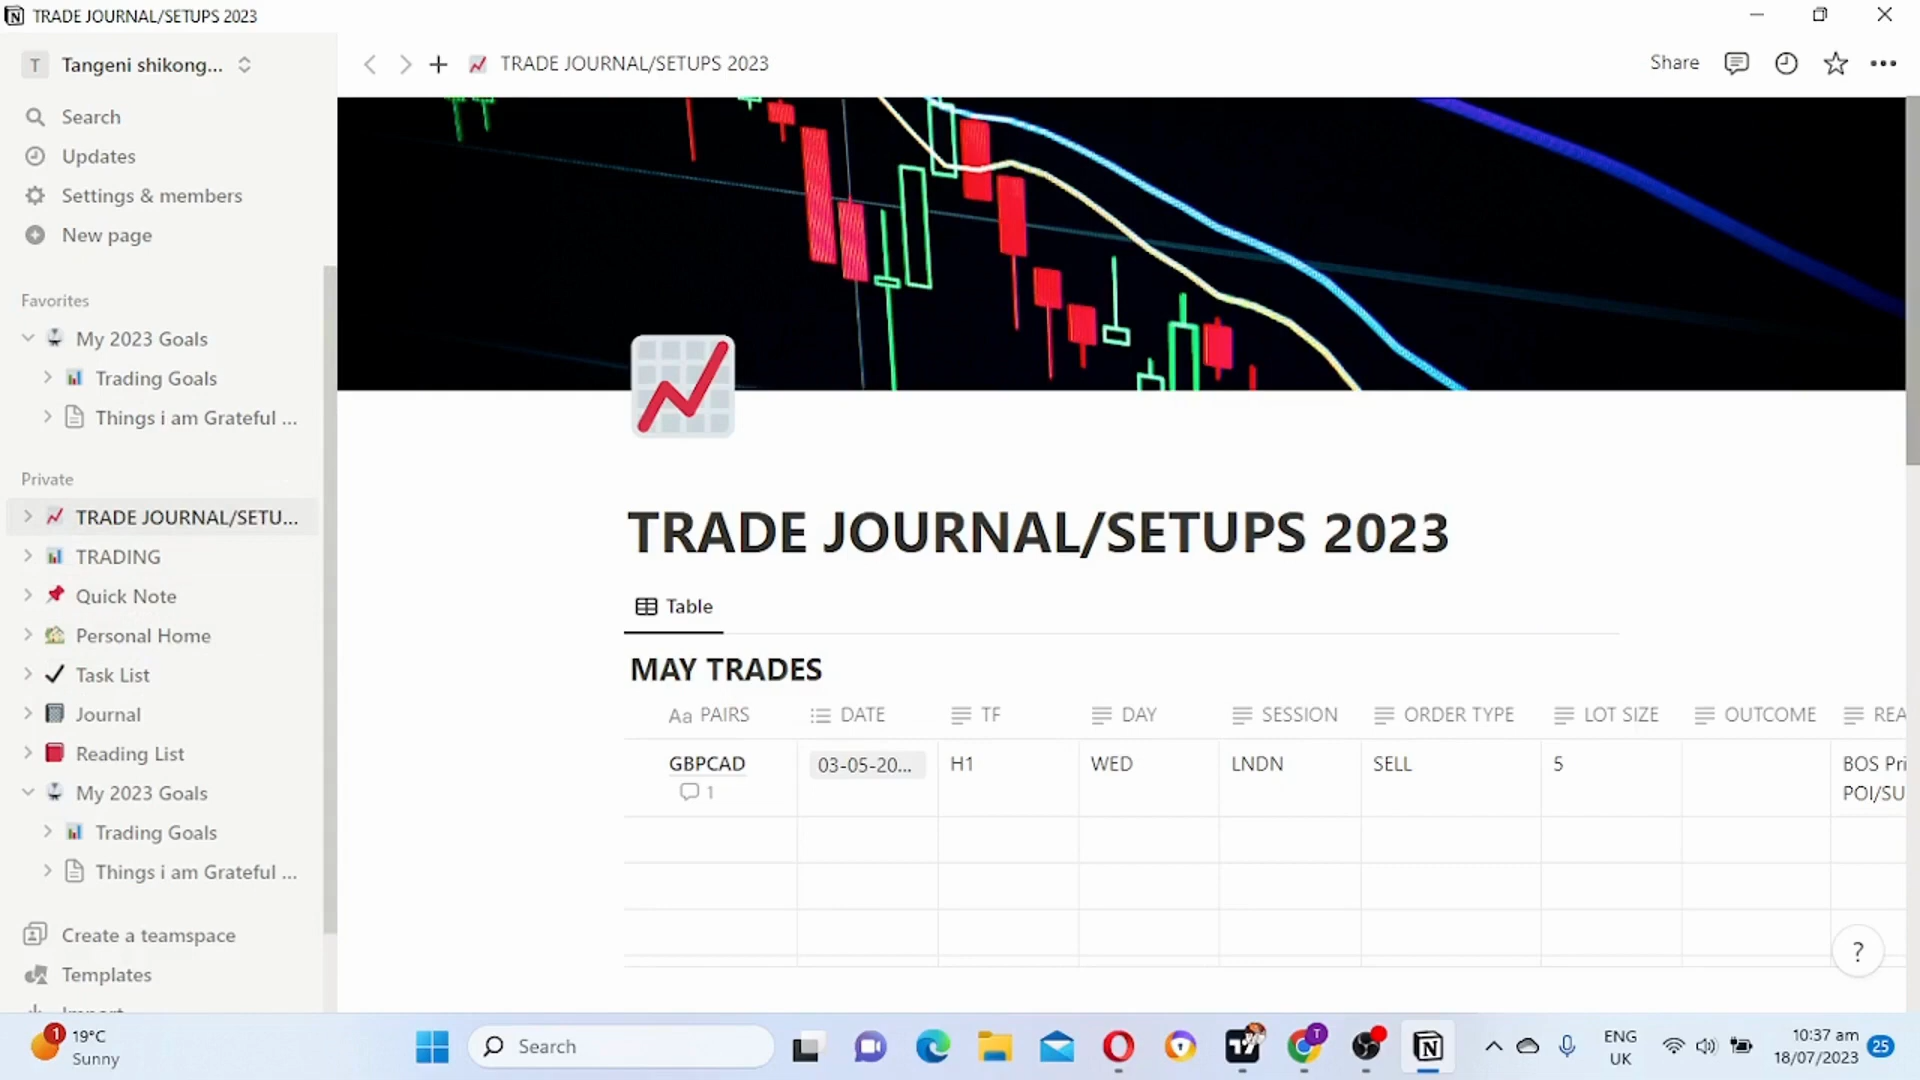 TRADE JOURNAL/SETUPS 2023
T Tangeni shikong...
Search
Updates
Settings & members
New page
Favorites
My 2023 Goals
Trading Goals
Things i am Grateful ...
Private
TRADE JOURNAL/SETU...
TRADING
Quick Note
Personal Home
Task List
Journal
Reading List
My 2023 Goals
Trading Goals
Things i am Grateful ...
Create a teamspace
Templates
Import
TRADE JOURNAL/SETUPS 2023
Share
TRADE JOURNAL/SETUPS 2023
Table
MAY TRADES
Aa PAIRS DATE TF DAY SESSION ORDER TYPE LOT SIZE OUTCOME REA
GBPCAD 03-05-20... H1 WED LNDN SELL 5 BOS Pri
1 POI/SU
?
1 19°C
Sunny
Search
T
ENG
UK
10:37 am
18/07/2023
25